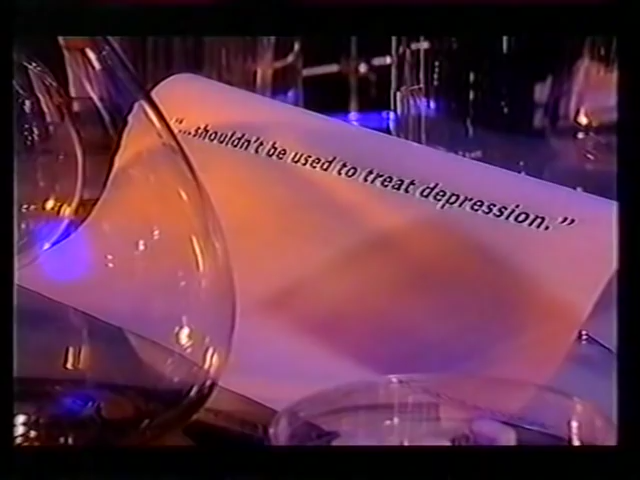 "...shouldn't be used to treat depression."